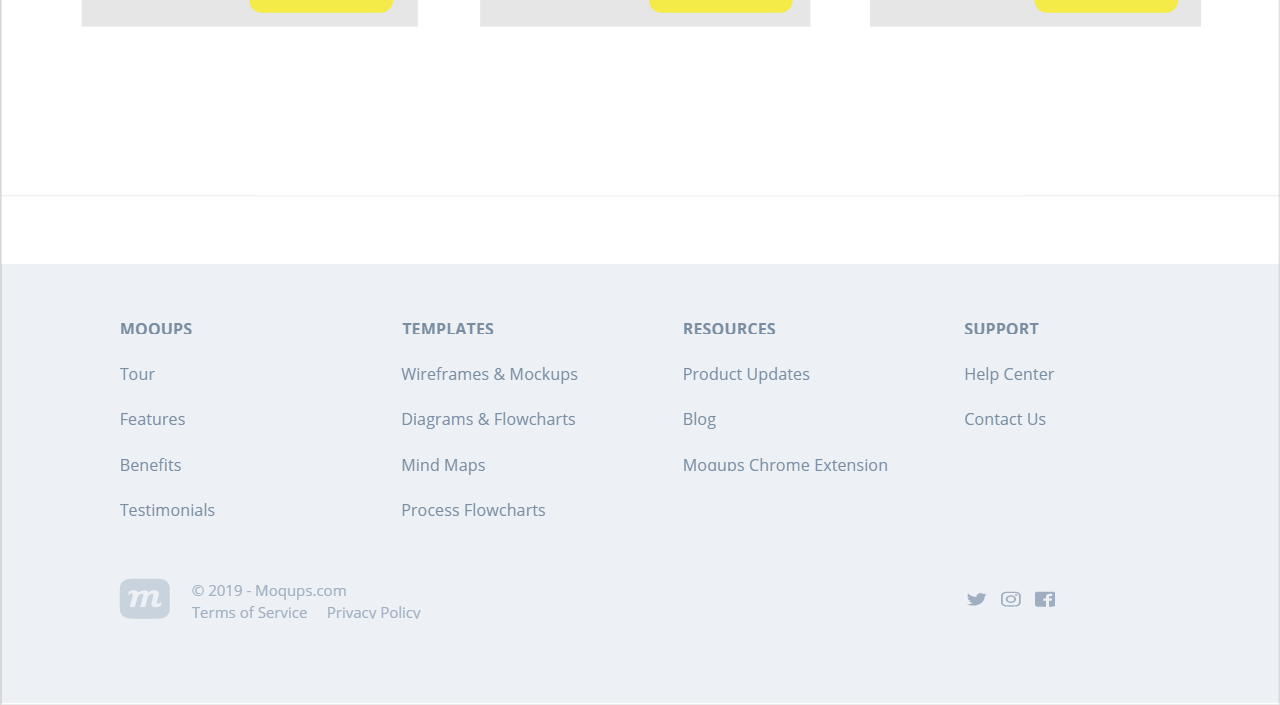 MOQUPS
Tour
Features
Benefits
Testimonials
TEMPLATES
Wireframes & Mockups
Diagrams & Flowcharts
Mind Maps
Process Flowcharts
RESOURCES
Product Updates
Blog
Moqups Chrome Extension
SUPPORT
Help Center
Contact Us
m
© 2019 - Moqups.com
Terms of Service Privacy Policy